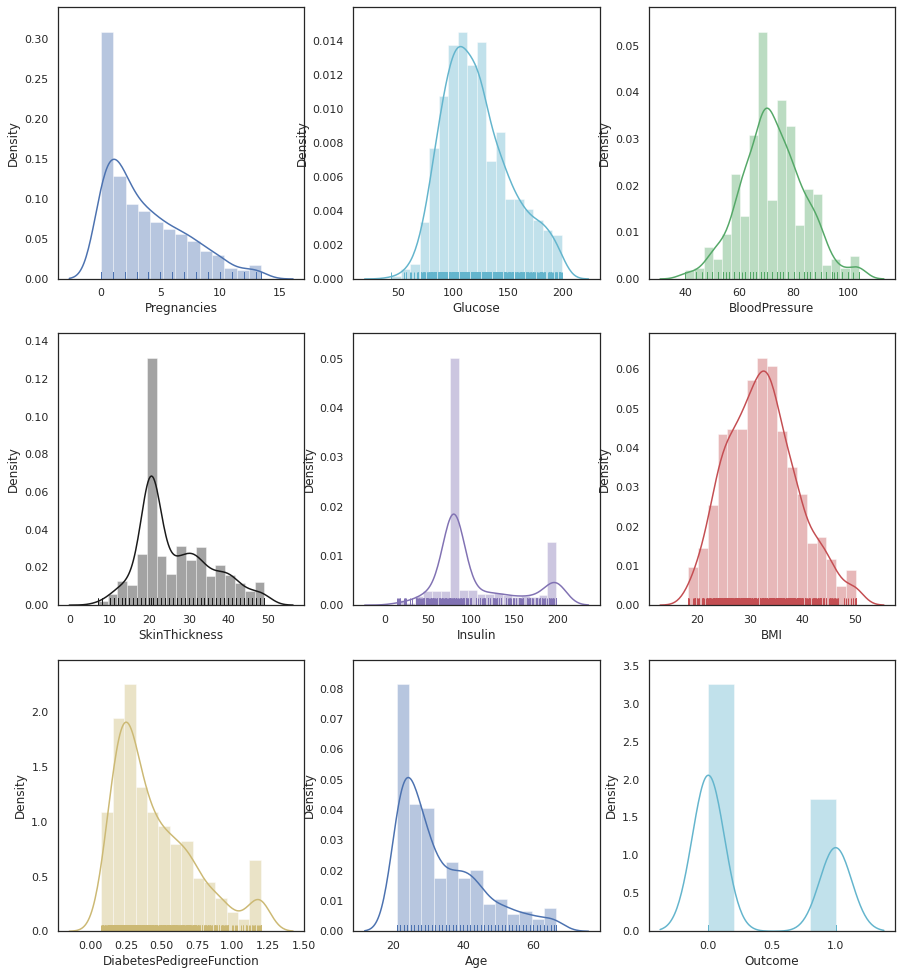 Density
0.30
0.25
0.20
0.15
0.10
0.05
0.00
0 5 10 15
Pregnancies
Density
0.014
0.012
0.010
0.008
0.006
0.004
0.002
0.000
50 100 150 200
Glucose
Density
0.05
0.04
0.03
0.02
0.01
0.00
40 60 80 100
BloodPressure
Density
0.14
0.12
0.10
0.08
0.06
0.04
0.02
0.00
0 10 20 30 40 50
SkinThickness
Density
0.05
0.04
0.03
0.02
0.01
0.00
0 50 100 150 200
Insulin
Density
0.06
0.05
0.04
0.03
0.02
0.01
0.00
20 30 40 50
BMI
Density
2.0
1.5
1.0
0.5
0.0
0.00 0.25 0.50 0.75 1.00 1.25 1.50
DiabetesPedigreeFunction
Density
0.08
0.07
0.06
0.05
0.04
0.03
0.02
0.01
0.00
20 40 60
Age
Density
3.5
3.0
2.5
2.0
1.5
1.0
0.5
0.0
0.0 0.5 1.0
Outcome